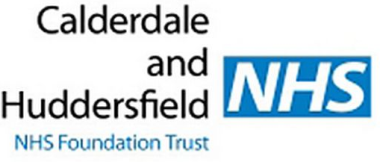 Calderdale
and
Huddersfield
NHS
NHS Foundation Trust